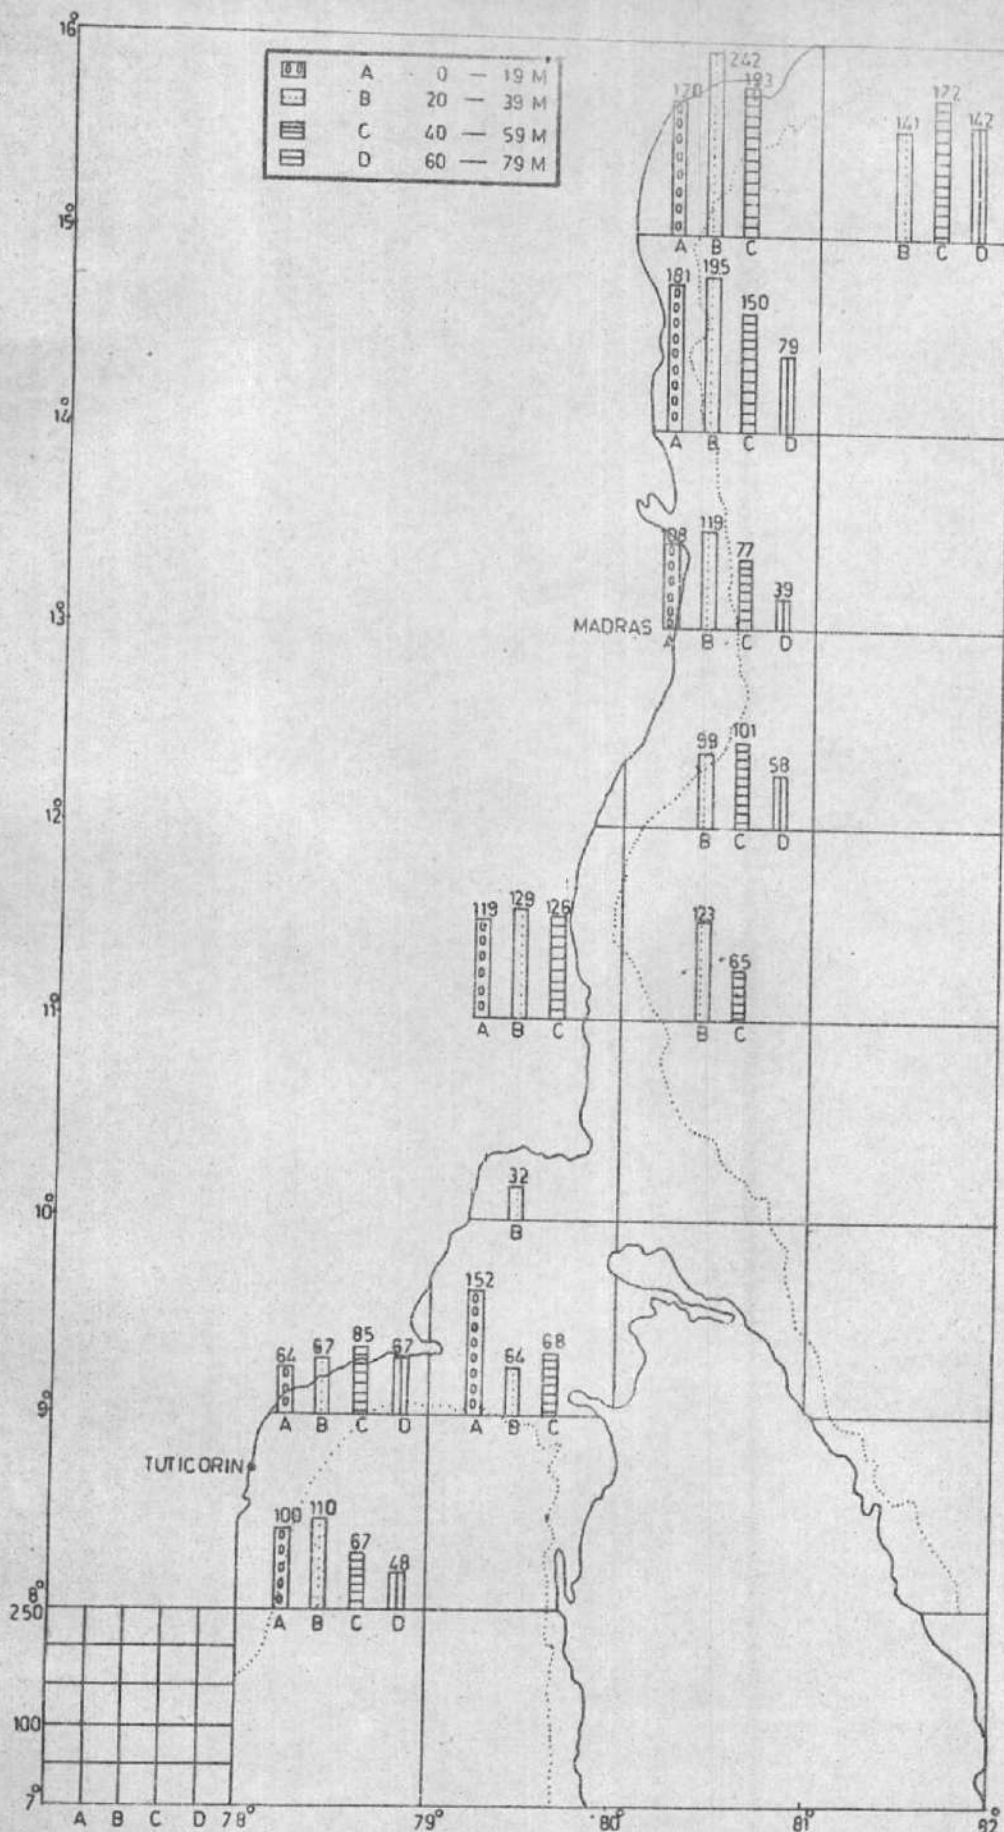 16°
A 0 — 19 M
B 20 — 39 M
C 40 — 59 M
D 60 — 79 M
242
170 193
141 172 142
15°
A B C
B C D
181 195 150 79
14°
A B C D
108 119 77 39
13°
MADRAS
A B C D
99 101 58
12°
B C D
119 129 126
123 65
11°
A B C
B C
32
10°
B
152
64 67 85 67
64 68
9°
A B C D
A B C
TUTICORIN
100 110 67 48
8°
250
A B C D
100
7°
A B C D 78° 79° 80° 81° 82°